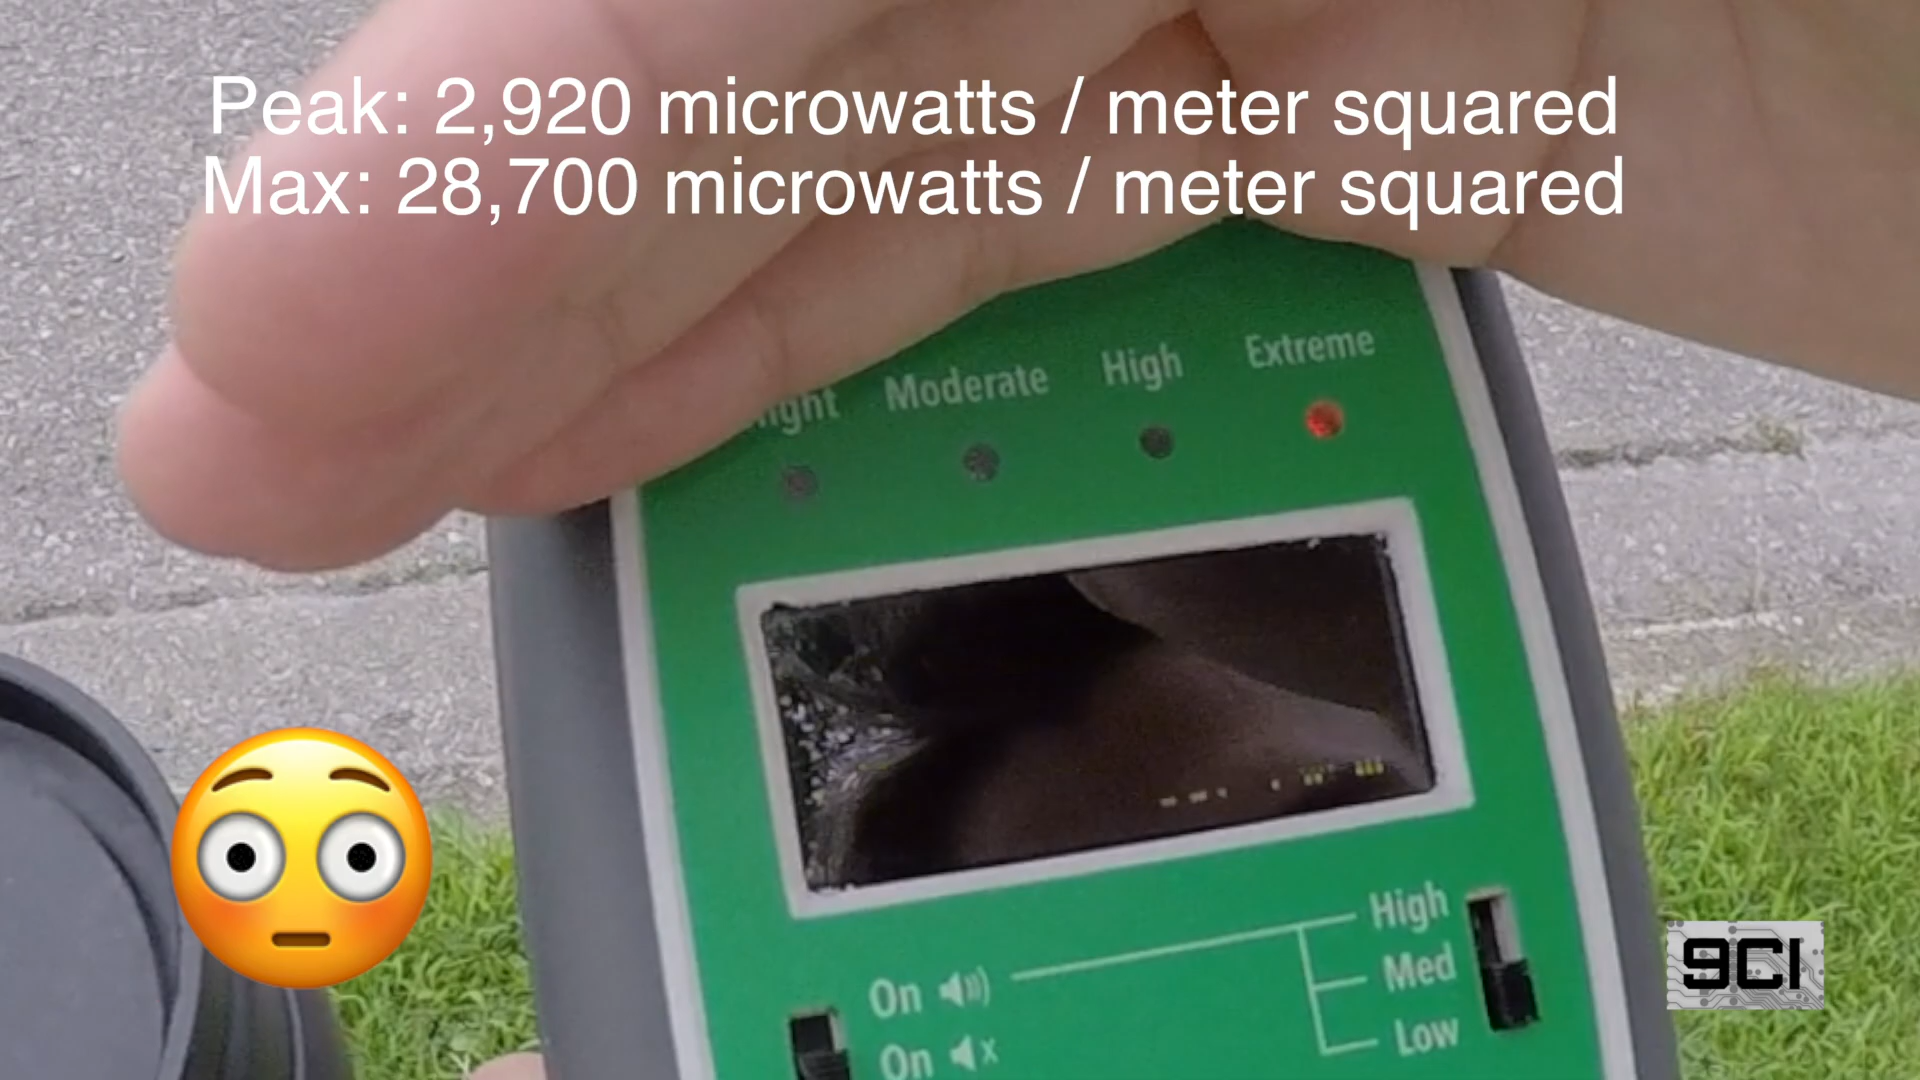 Peak: 2,920 microwatts / meter squared
Max: 28,700 microwatts / meter squared
Moderate High Extreme
High
Med
Low
On
On x
9CI